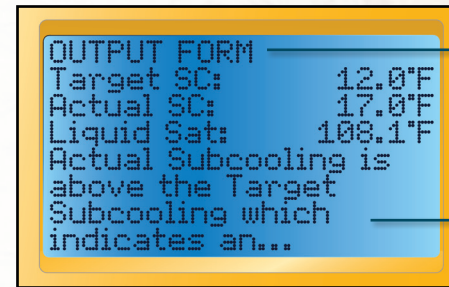 OUTPUT FORM
Target SC: 12.0°F
Actual SC: 17.0°F
Liquid Sat: 108.1°F
Actual Subcooling is
above the Target
Subcooling which
indicates an...